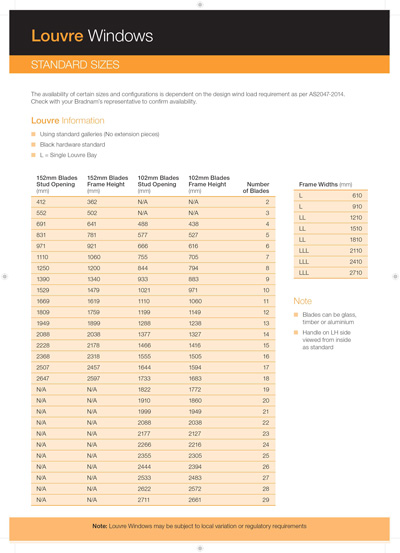 Louvre Windows
STANDARD SIZES
The availability of certain sizes and configurations is dependent on the design wind load requirement as per AS2047-2014.
Check with your Bradnam's representative to confirm availability.
Louvre Information
Using standard galleries (No extension pieces)
Black hardware standard
L = Single Louvre Bay
152mm Blades 152mm Blades 102mm Blades 102mm Blades
Stud Opening Frame Height Stud Opening Frame Height Number
(mm) (mm) (mm) (mm) of Blades
412 362 N/A N/A 2
552 502 N/A N/A 3
691 641 488 438 4
831 781 577 527 5
971 921 666 616 6
1110 1060 755 705 7
1250 1200 844 794 8
1390 1340 933 883 9
1529 1479 1021 971 10
1669 1619 1110 1060 11
1809 1759 1199 1149 12
1949 1899 1288 1238 13
2088 2038 1377 1327 14
2228 2178 1466 1416 15
2368 2318 1555 1505 16
2507 2457 1644 1594 17
2647 2597 1733 1683 18
N/A N/A 1822 1772 19
N/A N/A 1910 1860 20
N/A N/A 1999 1949 21
N/A N/A 2088 2038 22
N/A N/A 2177 2127 23
N/A N/A 2266 2216 24
N/A N/A 2355 2305 25
N/A N/A 2444 2394 26
N/A N/A 2533 2483 27
N/A N/A 2622 2572 28
N/A N/A 2711 2661 29
Frame Widths (mm)
L 610
L 910
LL 1210
LL 1510
LL 1810
LLL 2110
LLL 2410
LLL 2710
Note
Blades can be glass,
timber or aluminium
Handle on LH side
viewed from inside
as standard
Note: Louvre Windows may be subject to local variation or regulatory requirements